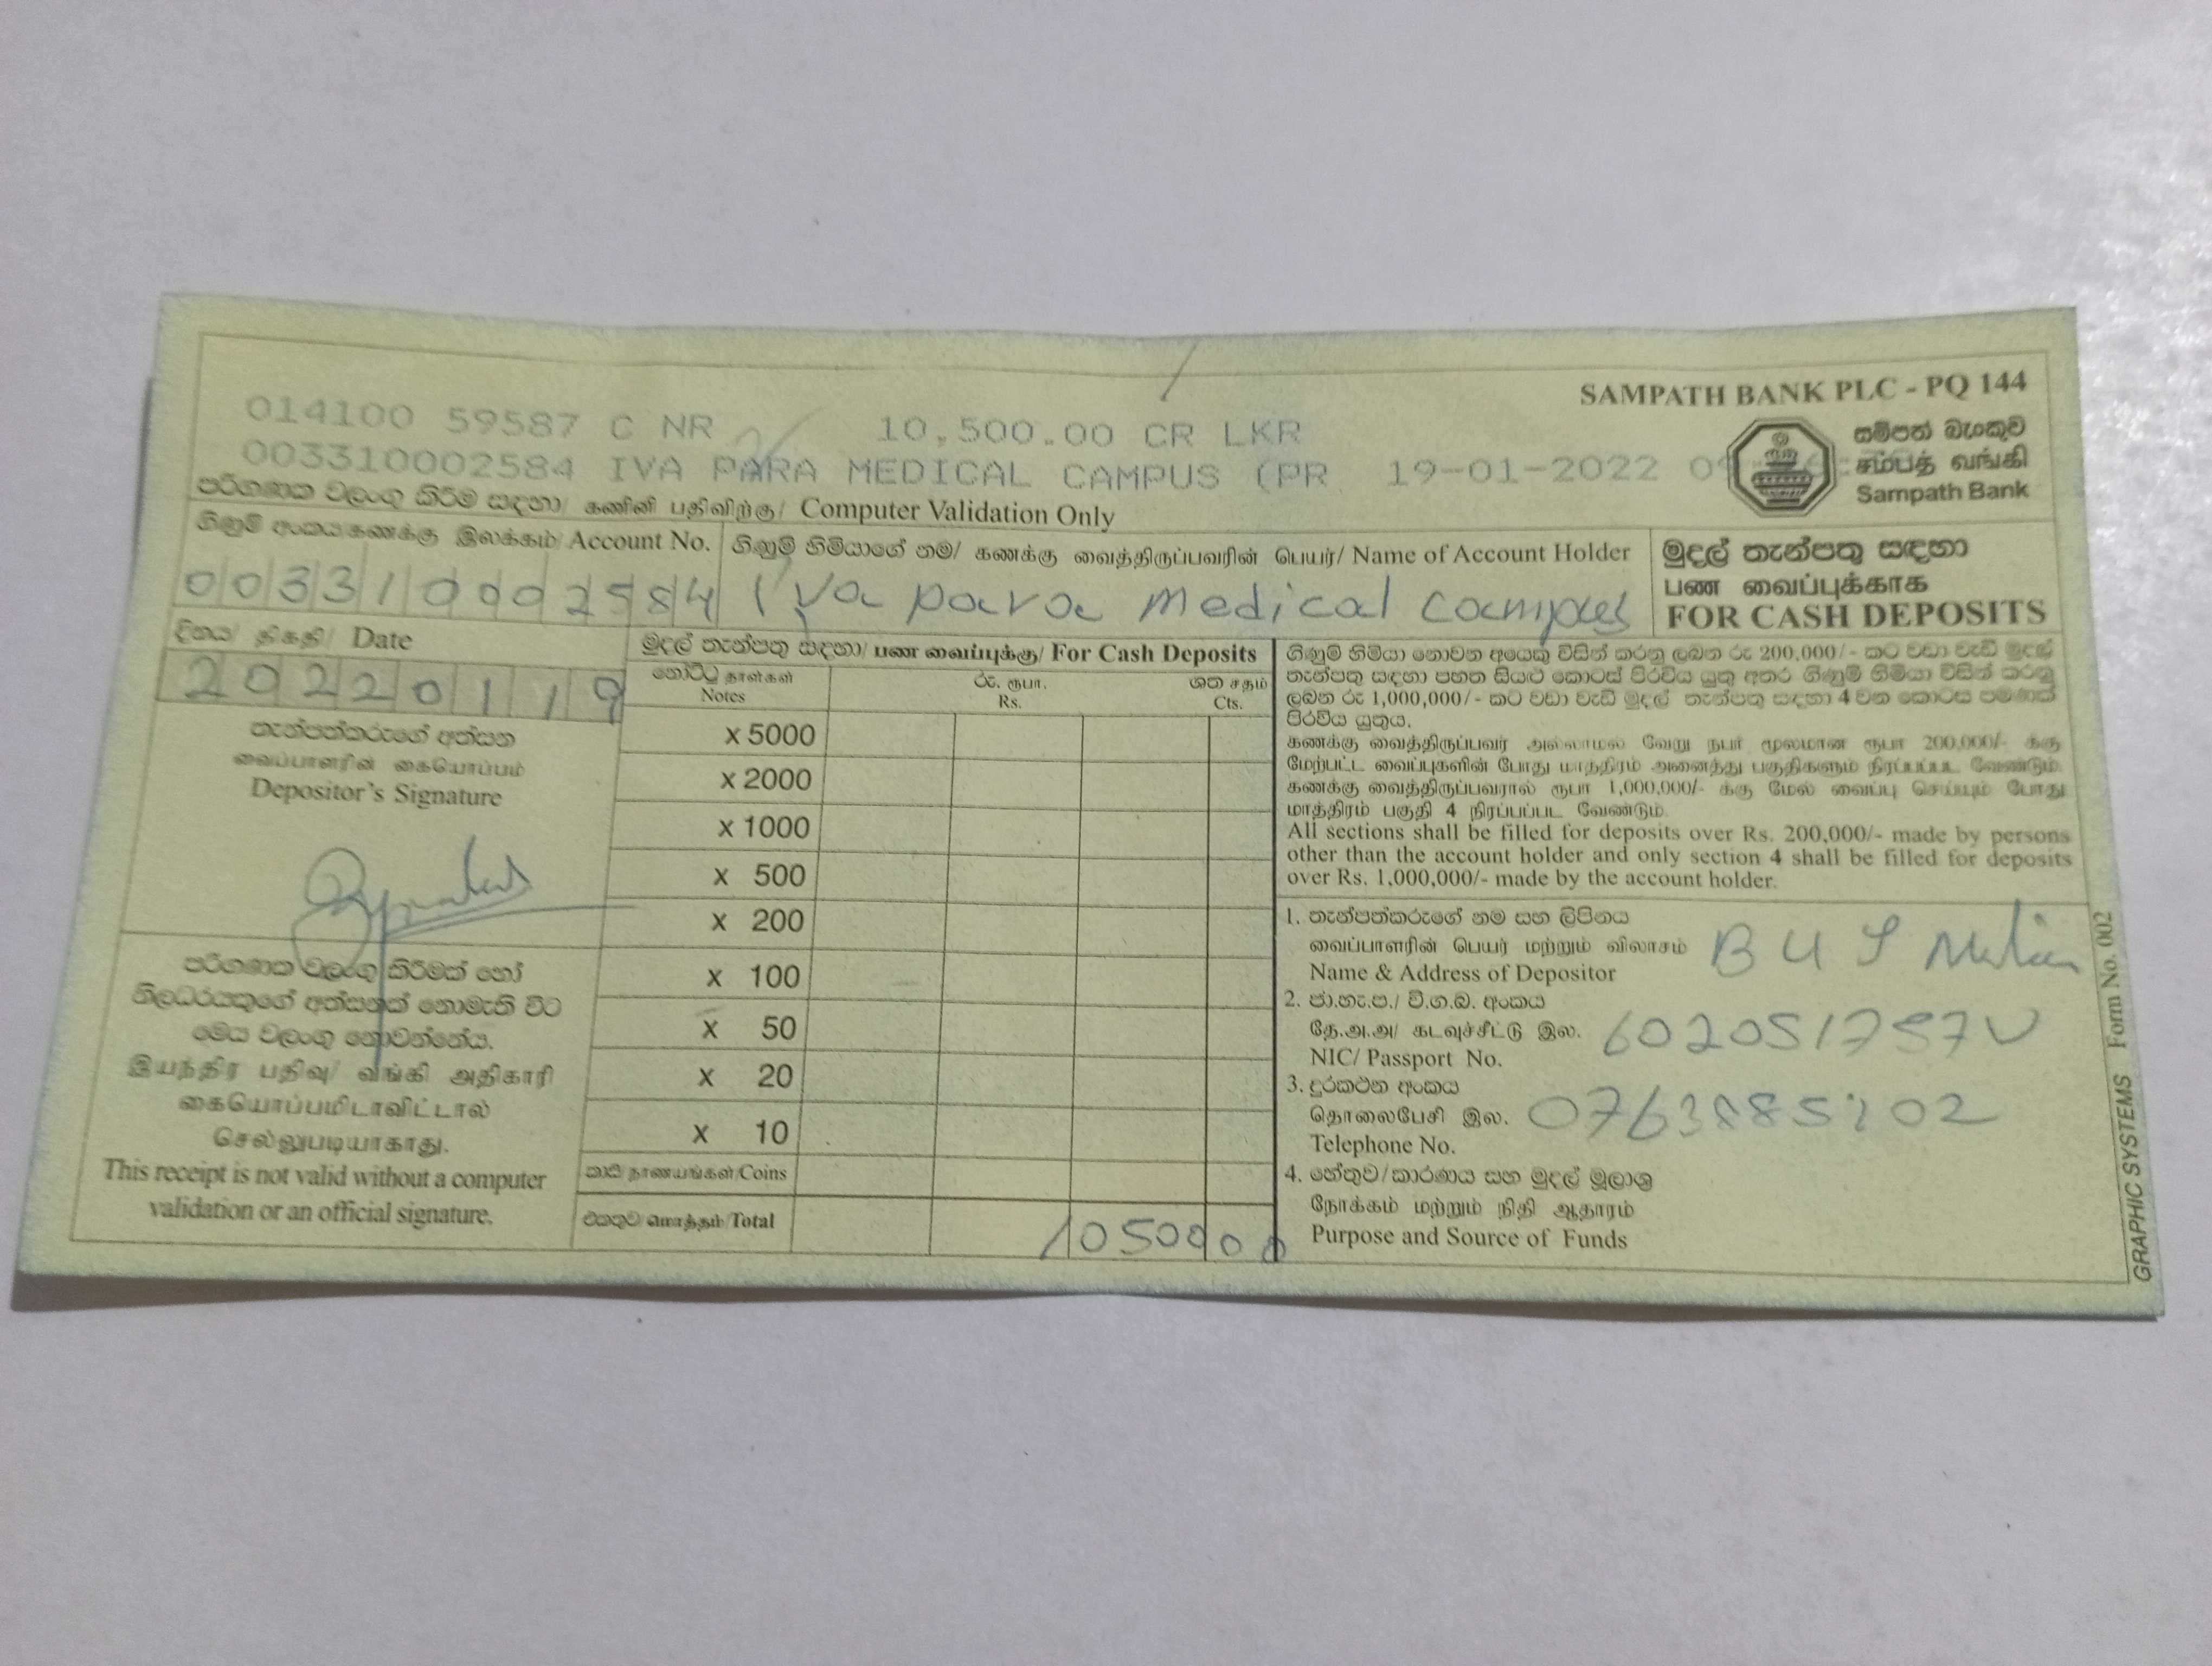 SAMPATH BANK PLC - PQ 144
014100 59587 C NR 10,500.00 CR LKR
003310002584 IVA PARA MEDICAL CAMPUS (PR 19-01-2022
සම්පත් බැංකුව
சம்பத் வங்கி
Sampath Bank
පරිගණක වලංගු කිරීම සඳහා/ கணினி பதிவிற்கு/ Computer Validation Only
ගිණුම් අංකය/கணக்கு இலக்கம்/ Account No.
ගිණුම් හිමියාගේ නම/ கணக்கு வைத்திருப்பவரின் பெயர்/ Name of Account Holder
003310002584 Iva para medical campus
මුදල් තැන්පතු සඳහා
பண வைப்புக்காக
FOR CASH DEPOSITS
දිනය/ திகதி/ Date
20220119
තැන්පත්කරුගේ අත්සන
வைப்பாளரின் கையொப்பம்
Depositor's Signature
පරිගණක වලංගු කිරීමක් හෝ
නිලධරයකුගේ අත්සනක් නොමැති විට
මෙය වලංගු නොවන්නේය.
இயந்திர பதிவு/ வங்கி அதிகாரி
கையொப்பமிடாவிட்டால்
செல்லுபடியாகாது.
This receipt is not valid without a computer
validation or an official signature.
මුදල් තැන්පතු සඳහා/ பண வைப்புக்கு/ For Cash Deposits
නෝට්ටු தாள்கள் රු. ரூபா. ශත சதம்
Notes Rs. Cts.
x 5000
x 2000
x 1000
x 500
x 200
x 100
x 50
x 20
x 10
කාසි/நாணயங்கள்/Coins
එකතුව/மொத்தம்/Total 10500 00
ගිණුම් හිමියා නොවන අයෙකු විසින් කරනු ලබන රු 200,000/- කට වඩා වැඩි මුදල්
තැන්පතු සඳහා පහත සියළු කොටස් පිරවිය යුතු අතර ගිණුම් හිමියා විසින් කරනු
ලබන රු 1,000,000/- කට වඩා වැඩි මුදල් තැන්පතු සඳහා 4 වන කොටස පමණක්
පිරවිය යුතුය.
கணக்கு வைத்திருப்பவர் அல்லாமல் வேறு நபர் மூலமான ரூபா 200,000/- க்கு
மேற்பட்ட வைப்புகளின் போது மாத்திரம் அனைத்து பகுதிகளும் நிரப்பப்பட வேண்டும்.
கணக்கு வைத்திருப்பவரால் ரூபா 1,000,000/- க்கு மேல் வைப்பு செய்யும் போது
மாத்திரம் பகுதி 4 நிரப்பப்பட வேண்டும்.
All sections shall be filled for deposits over Rs. 200,000/- made by persons
other than the account holder and only section 4 shall be filled for deposits
over Rs. 1,000,000/- made by the account holder.
1. තැන්පත්කරුගේ නම සහ ලිපිනය
வைப்பாளரின் பெயர் மற்றும் விலாசம் B U S
Name & Address of Depositor
2. ජා.හැ.ප./ වි.ග.බ. අංකය
தே.அ.அ/ கடவுச்சீட்டு இல. 602051757V
NIC/ Passport No.
3. දුරකථන අංකය
தொலைபேசி இல.
Telephone No.
4. හේතුව/කාරණය සහ මුදල් මූලාශ්‍ර
நோக்கம் மற்றும் நிதி ஆதாரம்
Purpose and Source of Funds
GRAPHIC SYSTEMS Form No. 002